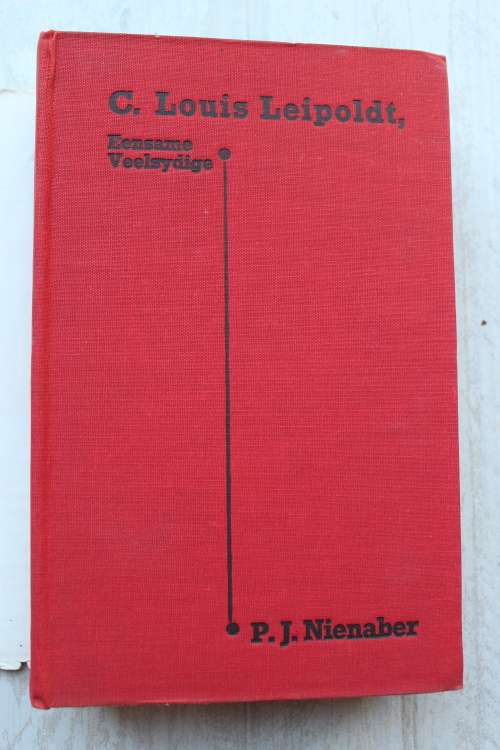 C. Louis Leipoldt,
Eensame
Veelsydige
P. J. Nienaber